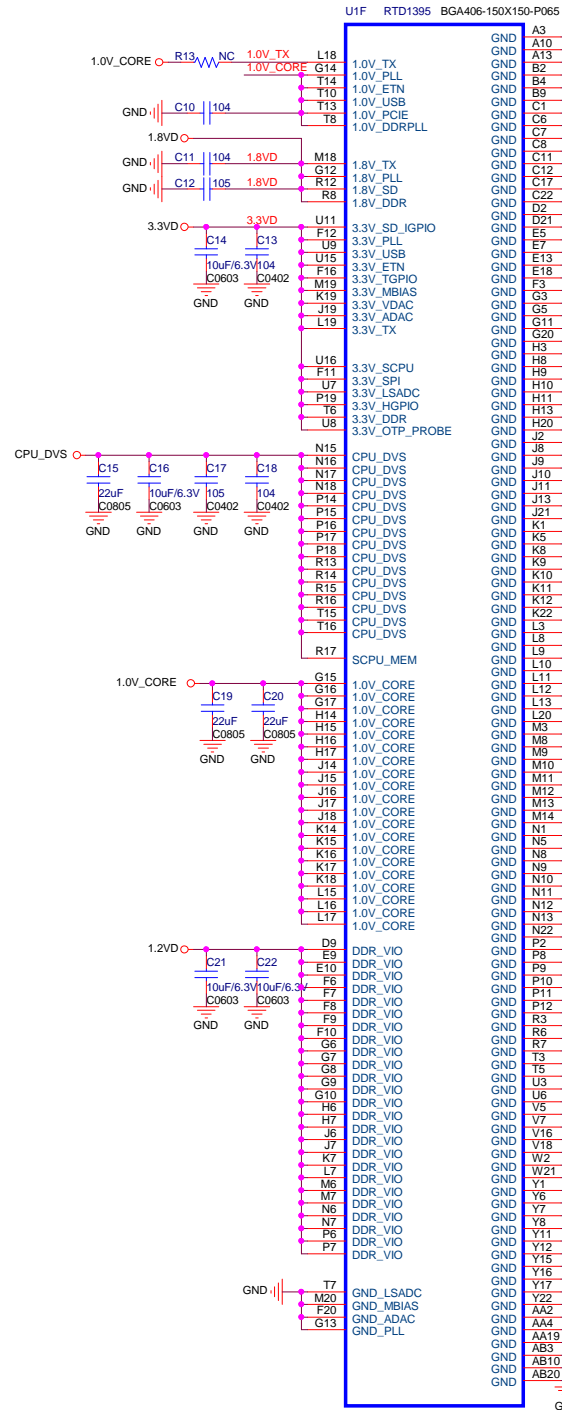 U1F RTD1395 BGA406-150X150-P065
1.0V_CORE R13 NC 1.0V_TX L18 1.0V_TX
1.0V_CORE G14 1.0V_PLL
T14 1.0V_ETN
T10 1.0V_USB
GND C10 104 T13 1.0V_PCIE
T8 1.0V_DDRPLL
1.8VD
GND C11 104 1.8VD M18 1.8V_TX
G12 1.8V_PLL
GND C12 105 1.8VD R12 1.8V_SD
R8 1.8V_DDR
3.3VD 3.3VD U11 3.3V_SD_IGPIO
C14 C13 F12 3.3V_PLL
U9 3.3V_USB
10uF/6.3V 104 U15 3.3V_ETN
C0603 C0402 F16 3.3V_TGPIO
M19 3.3V_MBIAS
GND GND K19 3.3V_VDAC
J19 3.3V_ADAC
L19 3.3V_TX
U16 3.3V_SCPU
F11 3.3V_SPI
U7 3.3V_LSADC
P19 3.3V_HGPIO
T6 3.3V_DDR
U8 3.3V_OTP_PROBE
CPU_DVS N15 CPU_DVS
C15 C16 C17 C18 N16 CPU_DVS
N17 CPU_DVS
22uF 10uF/6.3V 105 104 N18 CPU_DVS
C0805 C0603 C0402 C0402 P14 CPU_DVS
P15 CPU_DVS
GND GND GND GND P16 CPU_DVS
P17 CPU_DVS
P18 CPU_DVS
R13 CPU_DVS
R14 CPU_DVS
R15 CPU_DVS
R16 CPU_DVS
T15 CPU_DVS
T16 CPU_DVS
R17 SCPU_MEM
1.0V_CORE G15 1.0V_CORE
C19 C20 G16 1.0V_CORE
G17 1.0V_CORE
22uF 22uF H14 1.0V_CORE
C0805 C0805 H15 1.0V_CORE
H16 1.0V_CORE
GND GND H17 1.0V_CORE
J14 1.0V_CORE
J15 1.0V_CORE
J16 1.0V_CORE
J17 1.0V_CORE
J18 1.0V_CORE
K14 1.0V_CORE
K15 1.0V_CORE
K16 1.0V_CORE
K17 1.0V_CORE
K18 1.0V_CORE
L15 1.0V_CORE
L16 1.0V_CORE
L17 1.0V_CORE
1.2VD D9 DDR_VIO
C21 C22 E9 DDR_VIO
E10 DDR_VIO
10uF/6.3V 10uF/6.3V F6 DDR_VIO
C0603 C0603 F7 DDR_VIO
F8 DDR_VIO
GND GND F9 DDR_VIO
F10 DDR_VIO
G6 DDR_VIO
G7 DDR_VIO
G8 DDR_VIO
G9 DDR_VIO
G10 DDR_VIO
H6 DDR_VIO
H7 DDR_VIO
J6 DDR_VIO
J7 DDR_VIO
K7 DDR_VIO
L7 DDR_VIO
M6 DDR_VIO
M7 DDR_VIO
N6 DDR_VIO
N7 DDR_VIO
P6 DDR_VIO
P7 DDR_VIO
GND T7 GND_LSADC
M20 GND_MBIAS
F20 GND_ADAC
G13 GND_PLL
GND A3
GND A10
GND A13
GND B2
GND B4
GND B9
GND C1
GND C6
GND C7
GND C8
GND C11
GND C12
GND C17
GND C22
GND D2
GND D21
GND E5
GND E7
GND E13
GND E18
GND F3
GND G3
GND G5
GND G11
GND G20
GND H3
GND H8
GND H9
GND H10
GND H11
GND H13
GND H20
GND J2
GND J8
GND J9
GND J10
GND J11
GND J13
GND J21
GND K1
GND K5
GND K8
GND K9
GND K10
GND K11
GND K12
GND K22
GND L3
GND L8
GND L9
GND L10
GND L11
GND L12
GND L13
GND L20
GND M3
GND M8
GND M9
GND M10
GND M11
GND M12
GND M13
GND M14
GND N1
GND N5
GND N8
GND N9
GND N10
GND N11
GND N12
GND N13
GND N22
GND P2
GND P8
GND P9
GND P10
GND P11
GND P12
GND R3
GND R6
GND R7
GND T3
GND T5
GND U3
GND U6
GND V5
GND V7
GND V16
GND V18
GND W2
GND W21
GND Y1
GND Y6
GND Y7
GND Y8
GND Y11
GND Y12
GND Y15
GND Y16
GND Y17
GND Y22
GND AA2
GND AA4
GND AA19
GND AB3
GND AB10
GND AB20